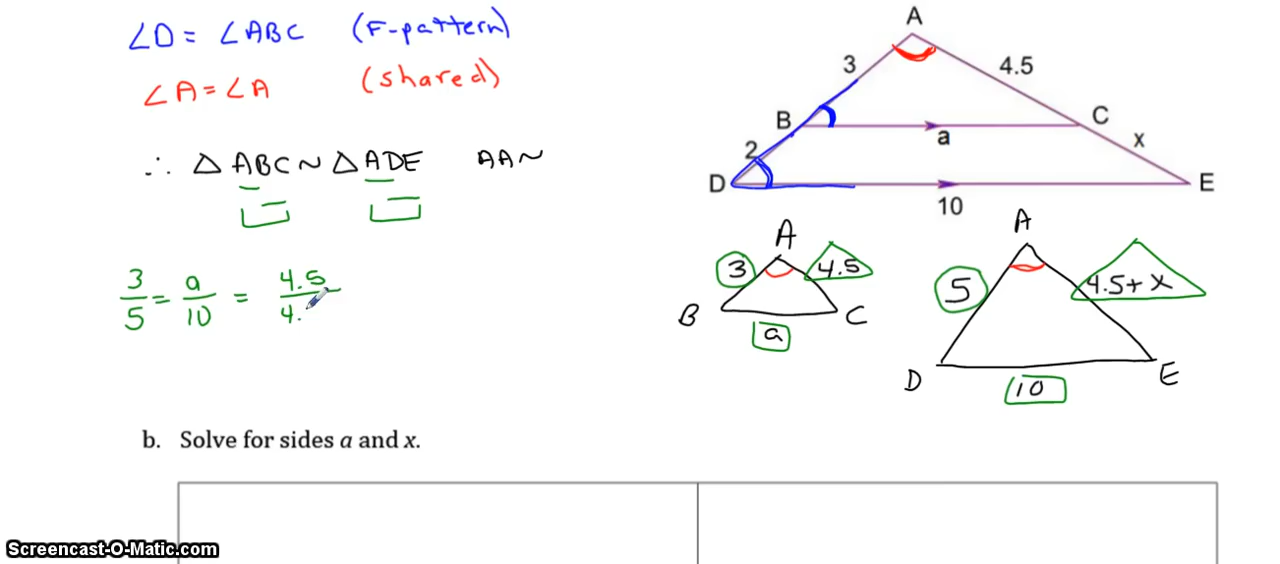 ∠D = ∠ABC (F-pattern)
∠A = ∠A (shared)
∴ △ABC ~ △ADE AA~
3/5 = a/10 = 4.5/4.
A
3
4.5
B
C
a
x
2
D
E
10
A
3
4.5
B
C
a
A
5
4.5 + x
D
E
10
b. Solve for sides a and x.
Screencast-O-Matic.com